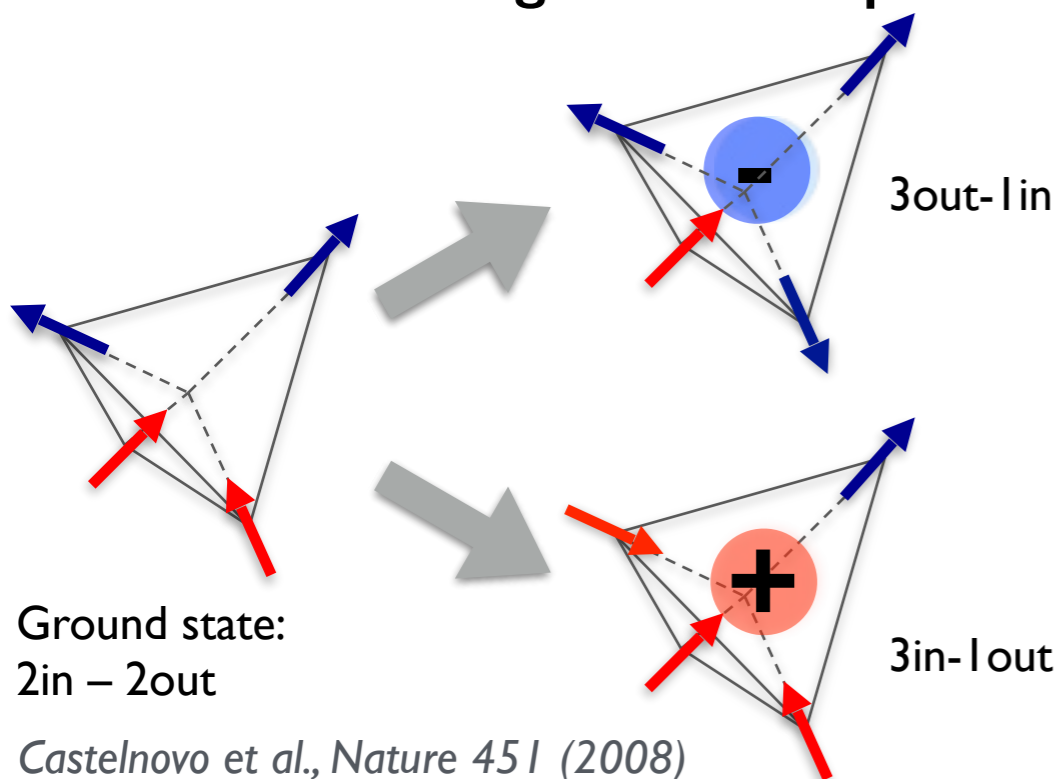 -
3out-1in
+
3in-1out
Ground state:
2in – 2out
Castelnovo et al., Nature 451 (2008)